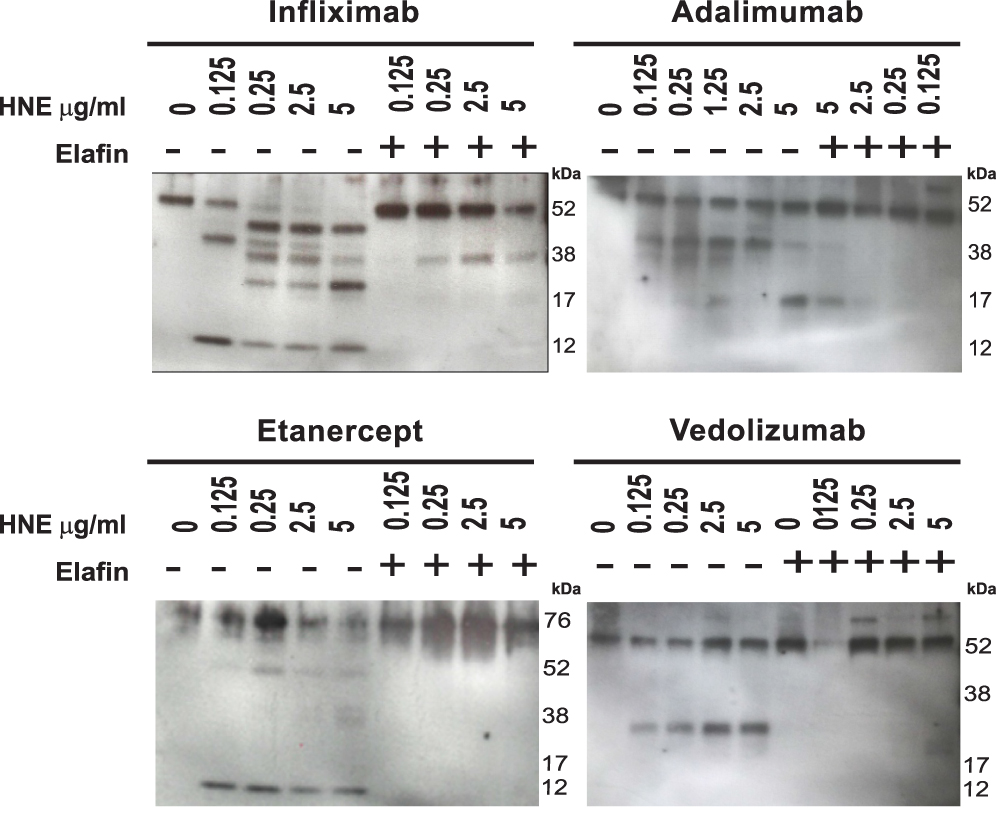 Infliximab Adalimumab
HNE μg/ml 0 0.125 0.25 2.5 5 0.125 0.25 2.5 5 0 0.125 0.25 1.25 2.5 5 5 2.5 0.25 0.125
Elafin - - - - - + + + + - - - - - - + + + +
kDa kDa
52 52
38 38
17 17
12 12
Etanercept Vedolizumab
HNE μg/ml 0 0.125 0.25 2.5 5 0.125 0.25 2.5 5 0 0.125 0.25 2.5 5 0 0125 0.25 2.5 5
Elafin - - - - - + + + + - - - - - + + + + +
kDa kDa
76
52 52
38 38
17 17
12 12